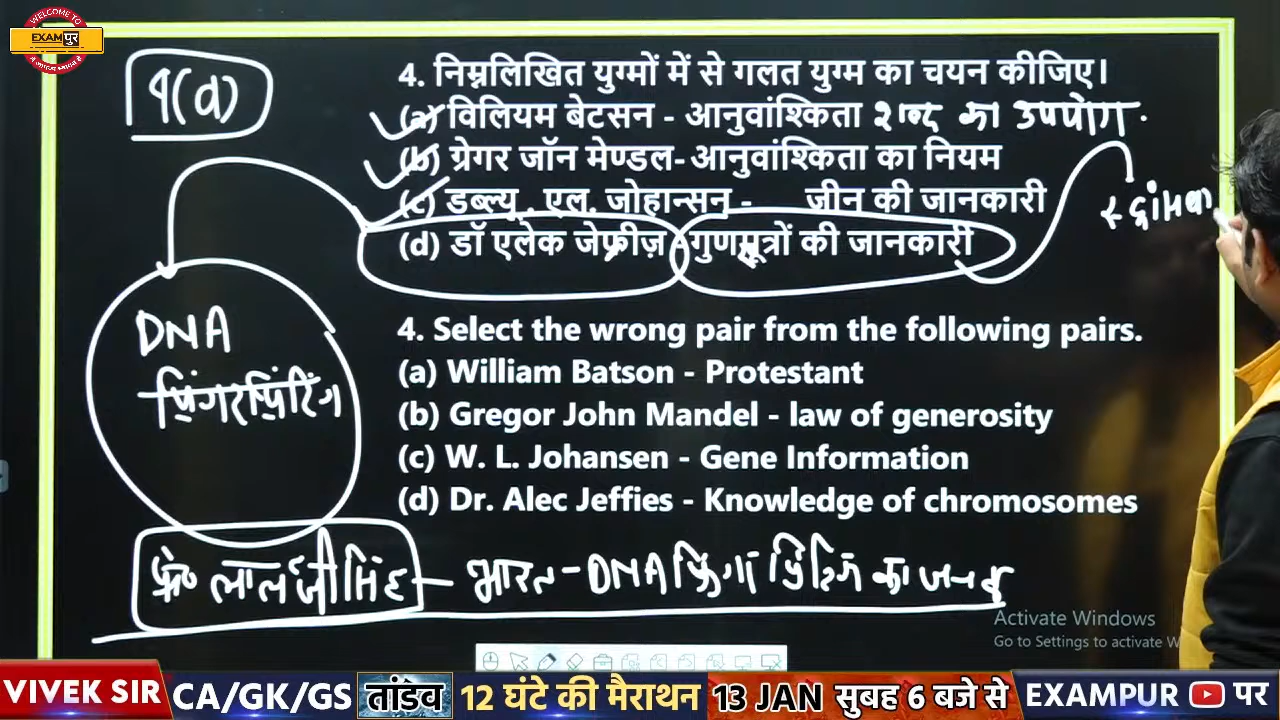 WELCOME TO
EXAMपुर
4(d)
4. निम्नलिखित युग्मों में से गलत युग्म का चयन कीजिए।
(a) विलियम बेटसन - आनुवांश्किता शब्द का उपयोग
(b) ग्रेगर जॉन मेण्डल- आनुवांश्किता का नियम
(c) डब्ल्यू . एल. जोहान्सन - जीन की जानकारी
(d) डॉ एलेक जेफ्रीज़ - गुणसूत्रों की जानकारी
DNA
फिंगरप्रिंटिंग
4. Select the wrong pair from the following pairs.
(a) William Batson - Protestant
(b) Gregor John Mandel - law of generosity
(c) W. L. Johansen - Gene Information
(d) Dr. Alec Jeffies - Knowledge of chromosomes
प्रो० लालजी सिंह - भारत - DNA फिंगर प्रिंटिंग का जनक
Activate Windows
Go to Settings to activate W
VIVEK SIR CA/GK/GS तांडव 12 घंटे की मैराथन 13 JAN सुबह 6 बजे से EXAMPUR पर